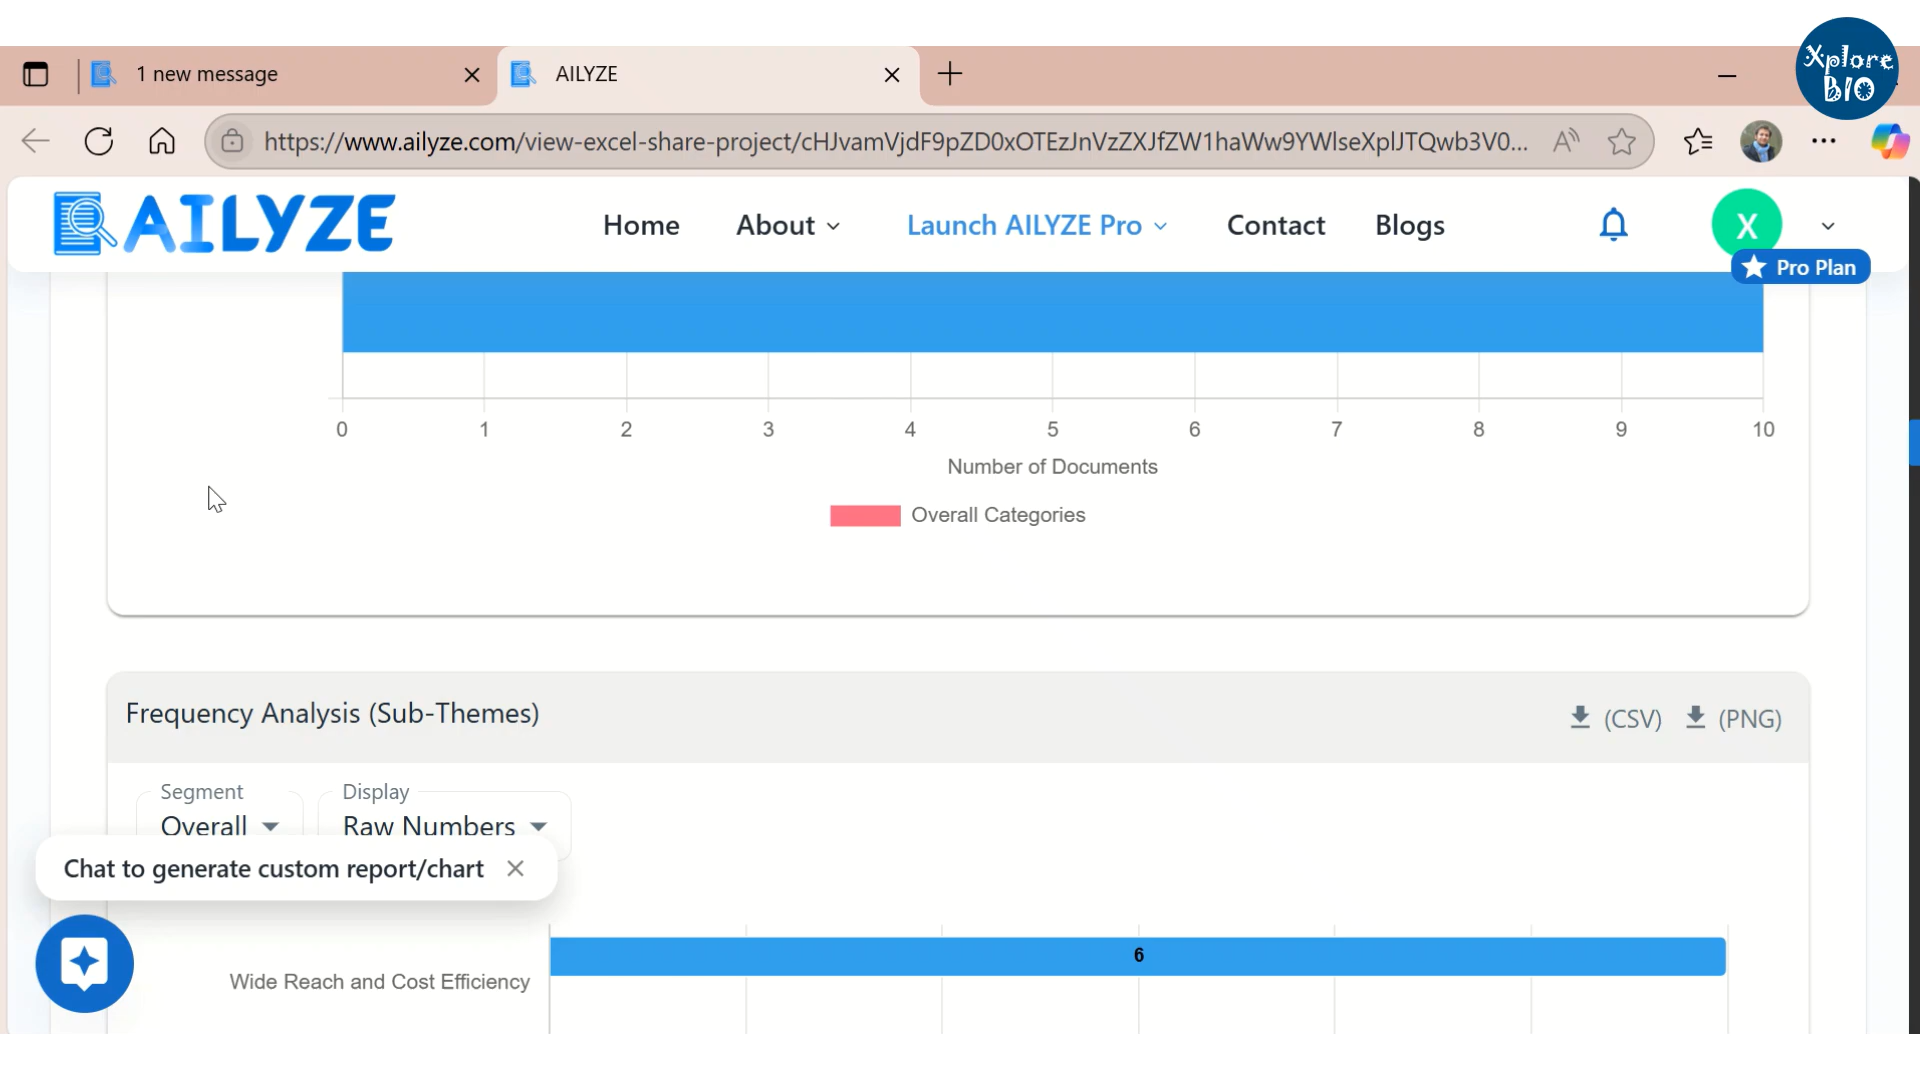 Xplore
BIO
1 new message
AILYZE
https://www.ailyze.com/view-excel-share-project/cHJvamVjdF9pZD0xOTEzJnVzZXJfZW1haWw9YWlseXplJTQwb3V0...
AILYZE
Home
About
Launch AILYZE Pro
Contact
Blogs
X
Pro Plan
0 1 2 3 4 5 6 7 8 9 10
Number of Documents
Overall Categories
Frequency Analysis (Sub-Themes)
(CSV)
(PNG)
Segment
Overall
Display
Raw Numbers
Chat to generate custom report/chart
6
Wide Reach and Cost Efficiency